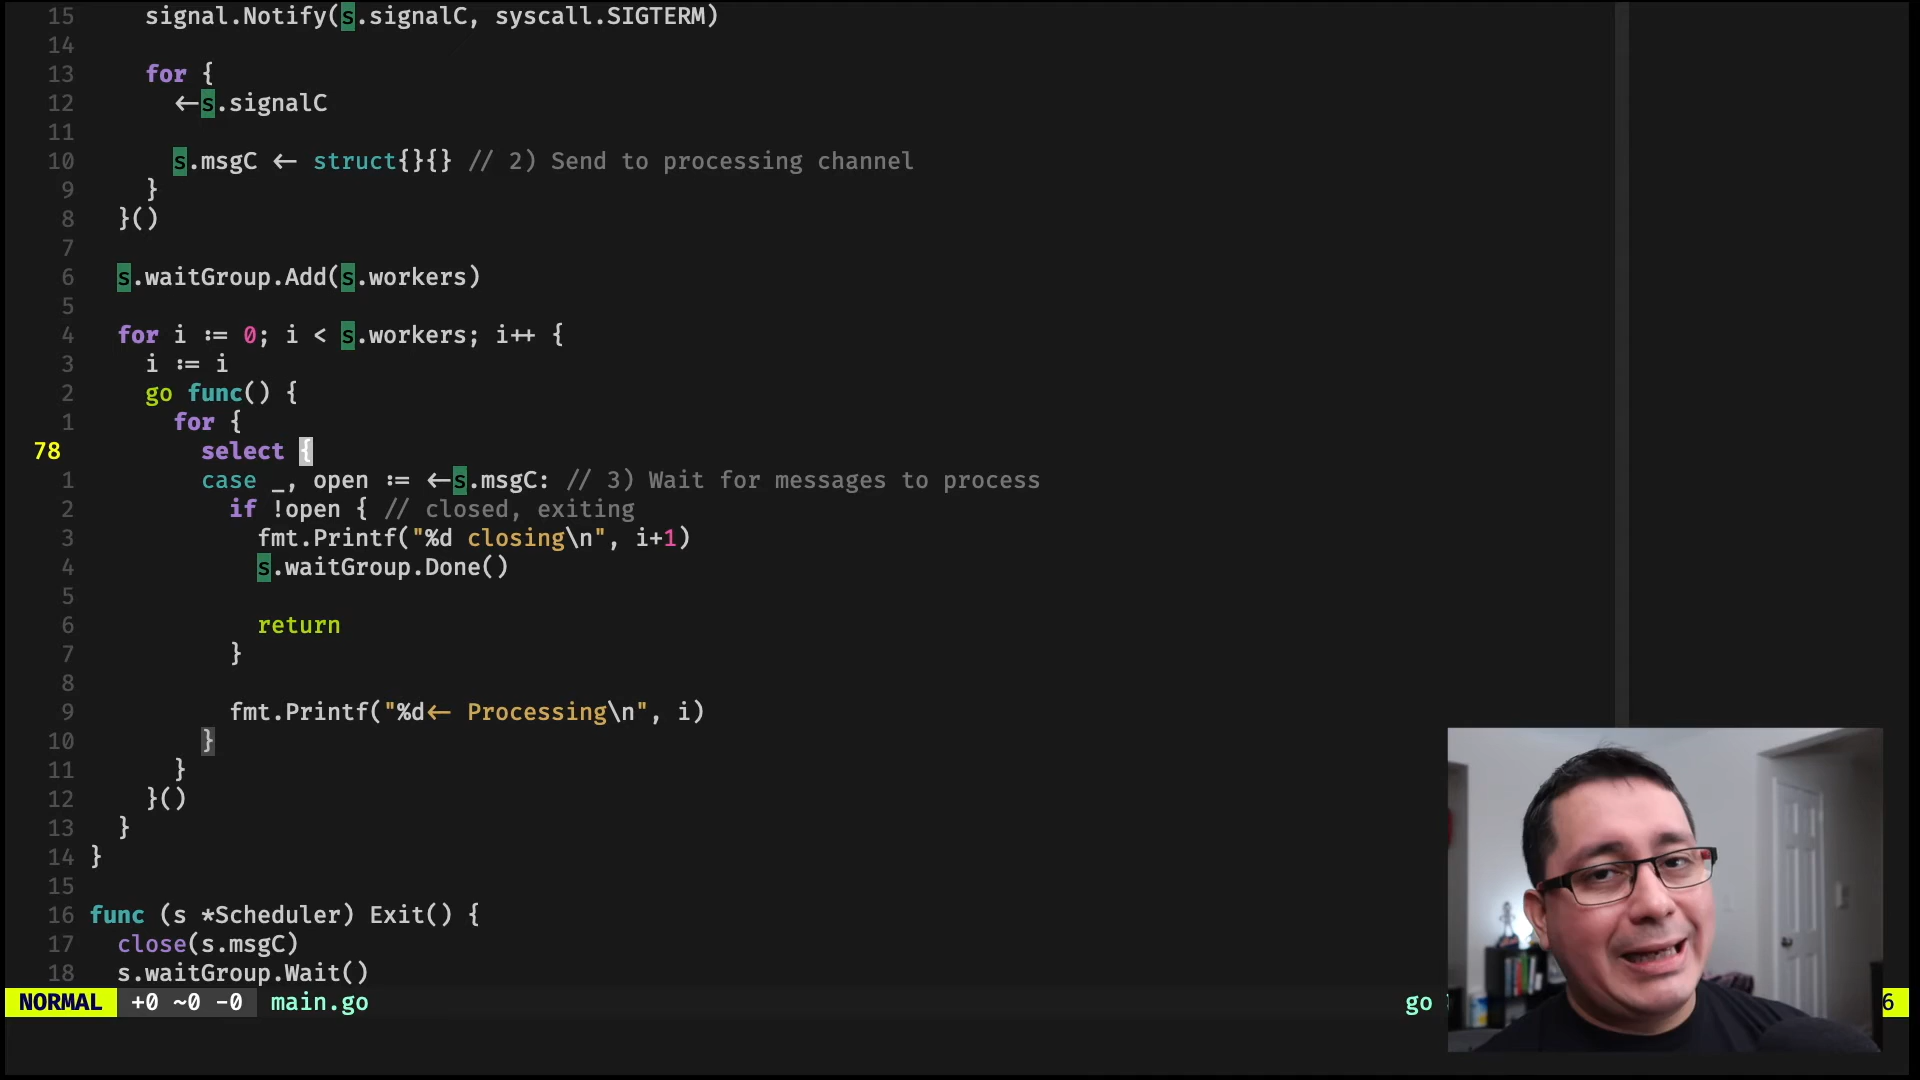 15 signal.Notify(s.signalC, syscall.SIGTERM)
14
13 for {
12 <-s.signalC
11
10 s.msgC <- struct{}{} // 2) Send to processing channel
9 }
8 }()
7
6 s.waitGroup.Add(s.workers)
5
4 for i := 0; i < s.workers; i++ {
3 i := i
2 go func() {
1 for {
78 select {
1 case _, open := <-s.msgC: // 3) Wait for messages to process
2 if !open { // closed, exiting
3 fmt.Printf("%d closing\n", i+1)
4 s.waitGroup.Done()
5
6 return
7 }
8
9 fmt.Printf("%d<- Processing\n", i)
10 }
11 }
12 }()
13 }
14 }
15
16 func (s *Scheduler) Exit() {
17 close(s.msgC)
18 s.waitGroup.Wait()
NORMAL +0 ~0 -0 main.go go 6